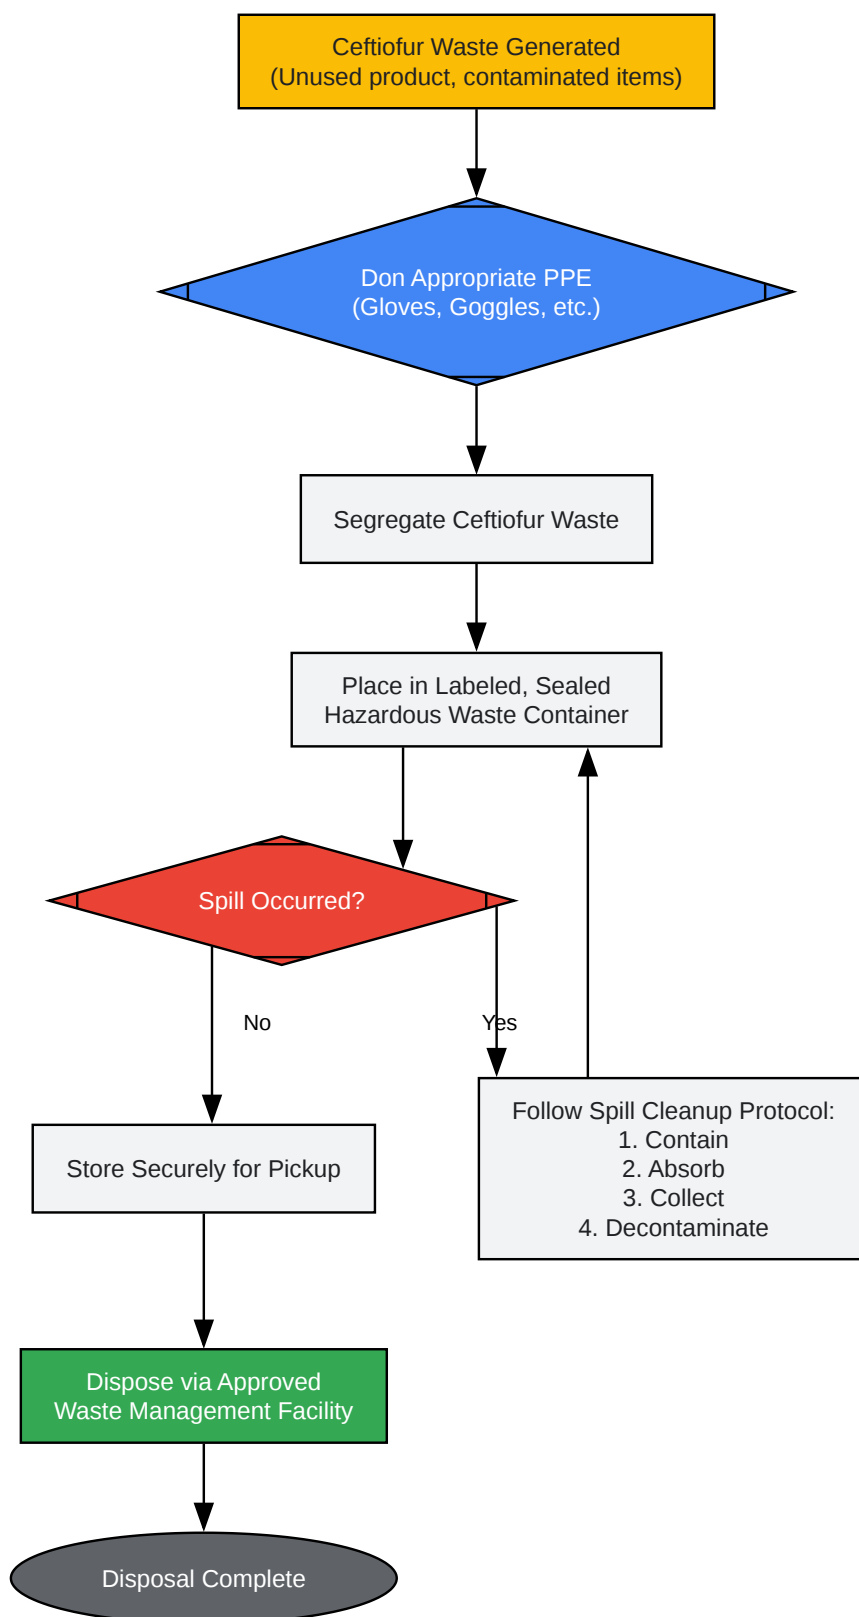 Ceftiofur Waste Generated
(Unused product, contaminated items)
Don Appropriate PPE
(Gloves, Goggles, etc.)
Segregate Ceftiofur Waste
Place in Labeled, Sealed
Hazardous Waste Container
Spill Occurred?
No
Yes
Follow Spill Cleanup Protocol:
1. Contain
2. Absorb
3. Collect
4. Decontaminate
Store Securely for Pickup
Dispose via Approved
Waste Management Facility
Disposal Complete